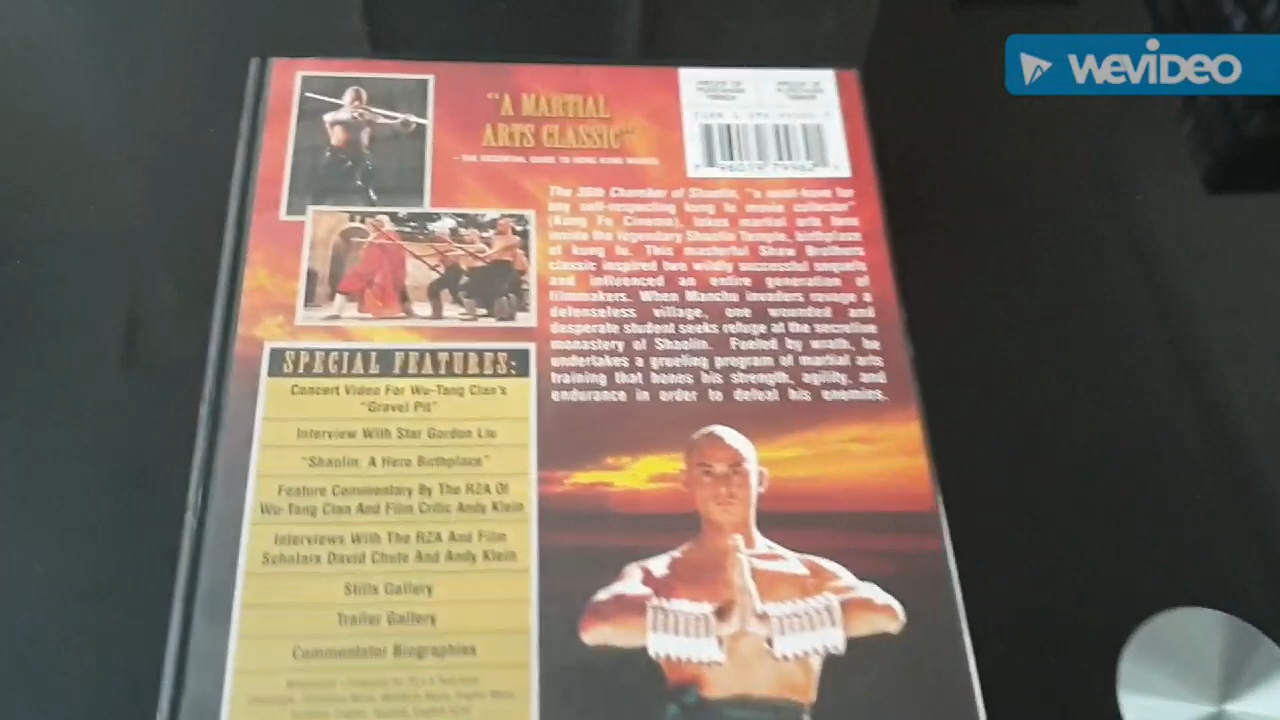 WEVIDEO
"A MARTIAL
ARTS CLASSIC"
- THE ESSENTIAL GUIDE TO HONG KONG MOVIES
The 36th Chamber of Shaolin, "a must-have for
any self-respecting kung fu movie collector"
(Kung Fu Cinema), takes martial arts fans
inside the legendary Shaolin Temple, birthplace
of kung fu. This masterful Shaw Brothers
classic inspired two wildly successful sequels
and influenced an entire generation of
filmmakers. When Manchu invaders ravage a
defenseless village, one wounded and
desperate student seeks refuge at the secretive
monastery of Shaolin. Fueled by wrath, he
undertakes a grueling program of martial arts
training that hones his strength, agility, and
endurance in order to defeat his enemies.
SPECIAL FEATURES:
Concert Video For Wu-Tang Clan's
"Gravel Pit"
Interview With Star Gordon Liu
"Shaolin: A Hero Birthplace"
Feature Commentary By The RZA Of
Wu-Tang Clan And Film Critic Andy Klein
Interviews With The RZA And Film
Scholars David Chute And Andy Klein
Stills Gallery
Trailer Gallery
Commentator Biographies